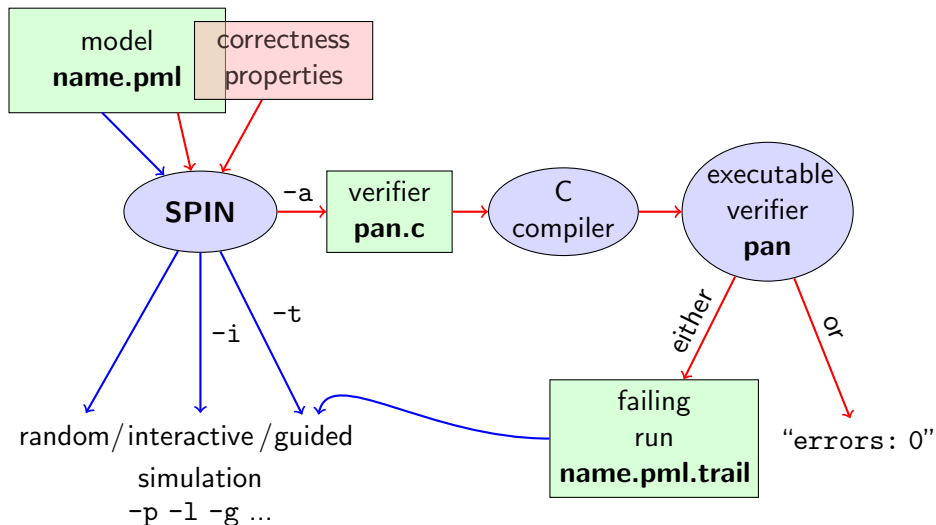 model
name.pml
correctness
properties
SPIN
-a
verifier
pan.c
C
compiler
executable
verifier
pan
-i
-t
either
or
random/interactive/guided
simulation
-p -l -g ...
failing
run
name.pml.trail
“errors: 0”